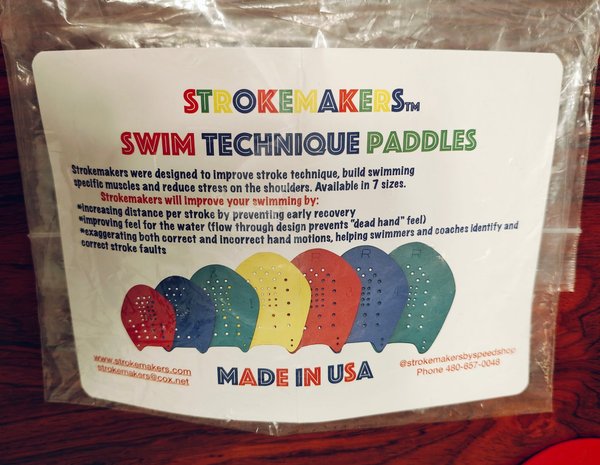 STROKEMAKERS™
SWIM TECHNIQUE PADDLES
Strokemakers were designed to improve stroke technique, build swimming
specific muscles and reduce stress on the shoulders. Available in 7 sizes.
Strokemakers will improve your swimming by:
*increasing distance per stroke by preventing early recovery
*improving feel for the water (flow through design prevents "dead hand" feel)
*exaggerating both correct and incorrect hand motions, helping swimmers and coaches identify and
correct stroke faults
www.strokemakers.com
strokemakers@cox.net
MADE IN USA
@strokemakersbyspeedshop
Phone 480-657-0048